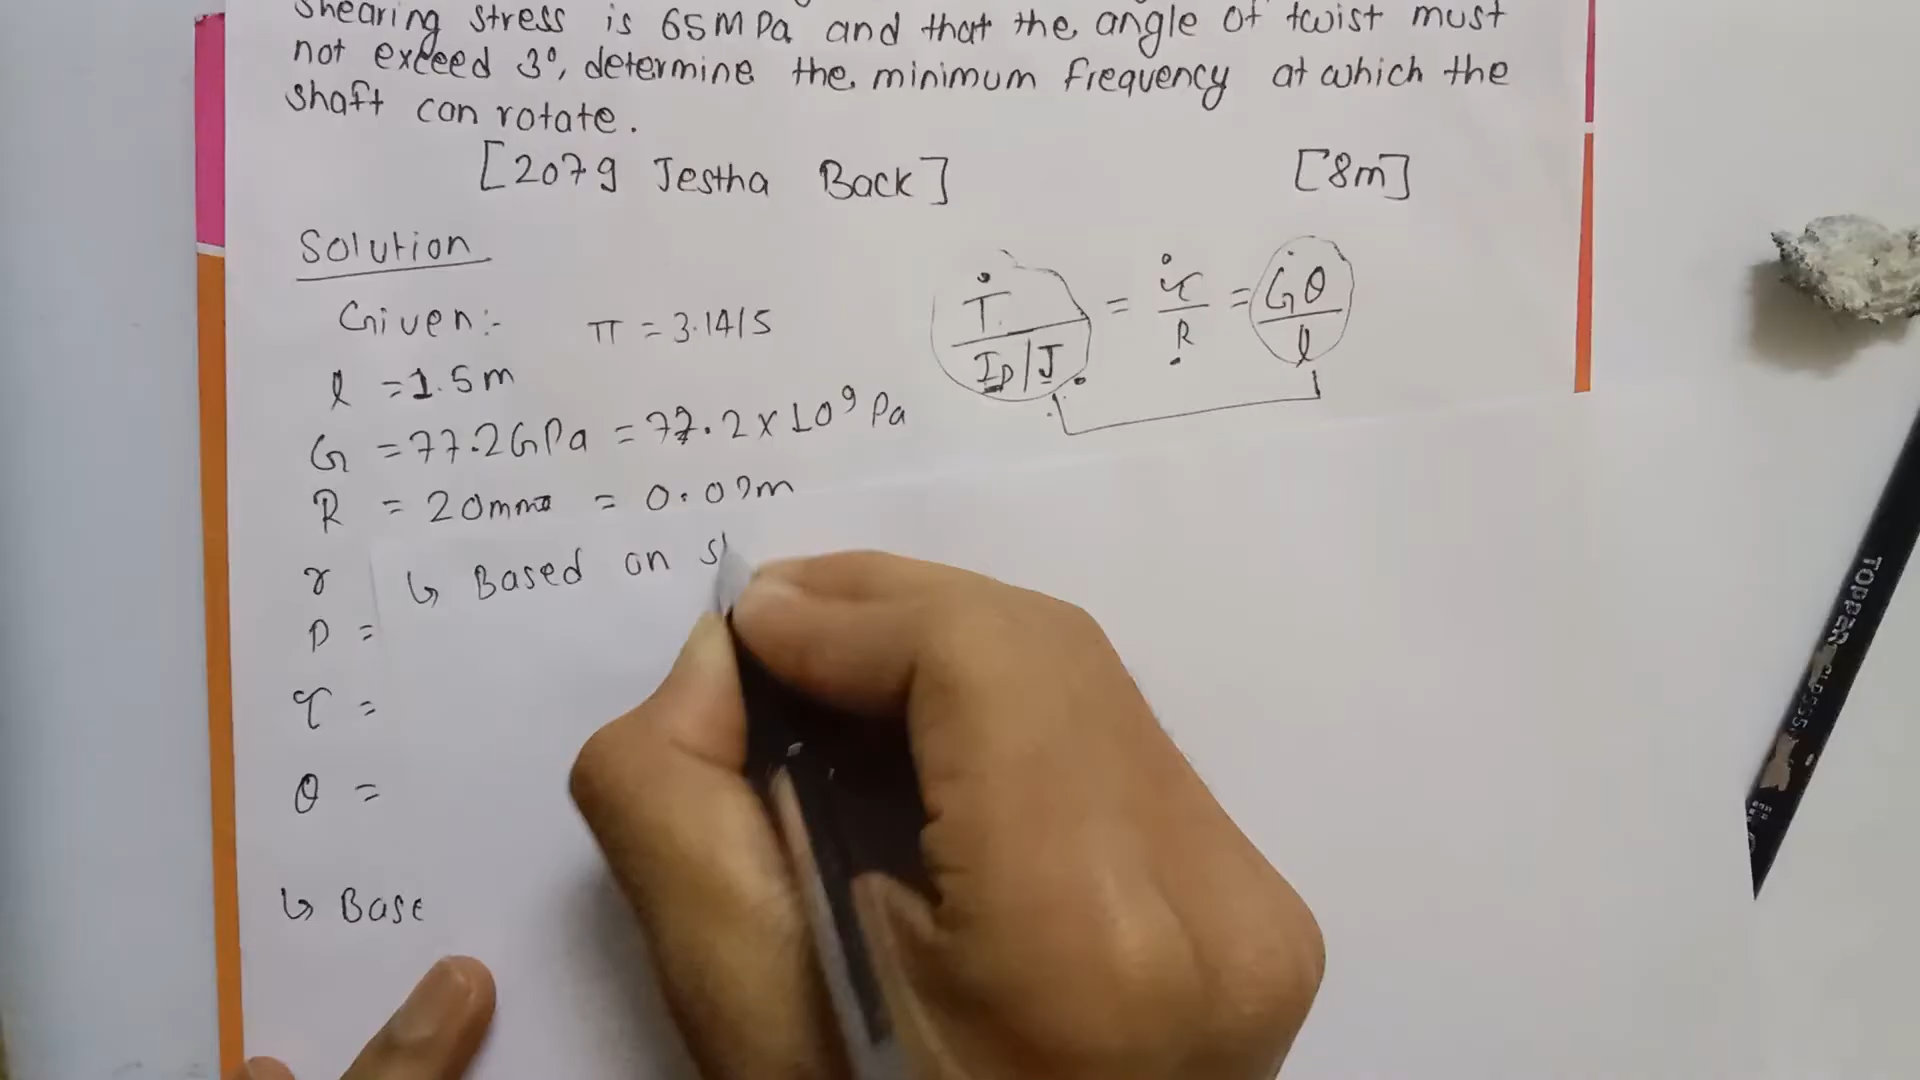 shearing stress is 65MPa and that the angle of twist must
not exceed 3°, determine the minimum frequency at which the
shaft can rotate.
[2079 Jestha Back] [8m]
Solution
Given:- π = 3.1415
l = 1.5m
G = 77.2GPa = 77.2 x 10⁹ Pa
R = 20mm = 0.02m
T / Ip/J = τ / R = Gθ / l
r
↳ Based on
P =
τ =
θ =
↳ Base
TOPPER